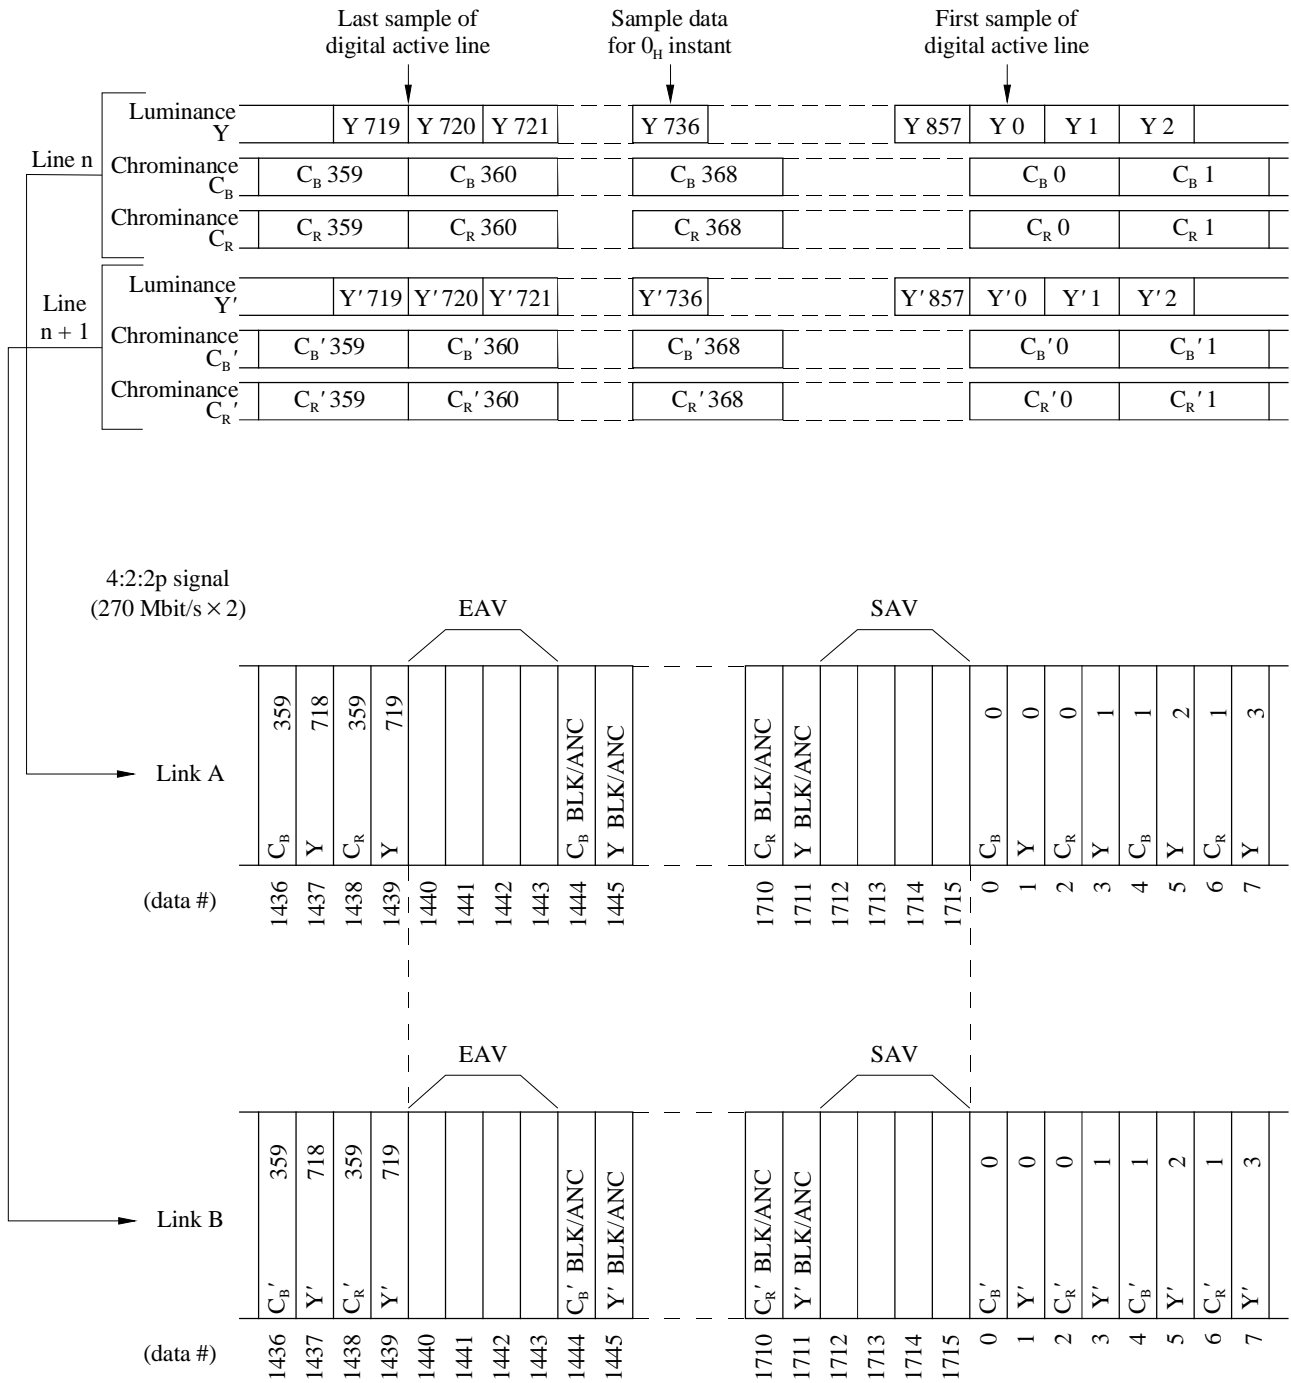 Last sample of
digital active line
Sample data
for 0H instant
First sample of
digital active line
Line n
Luminance
Y
Y 719 Y 720 Y 721 Y 736 Y 857 Y 0 Y 1 Y 2
Chrominance
CB
CB 359 CB 360 CB 368 CB 0 CB 1
Chrominance
CR
CR 359 CR 360 CR 368 CR 0 CR 1
Line
n + 1
Luminance
Y′
Y′ 719 Y′ 720 Y′ 721 Y′ 736 Y′ 857 Y′ 0 Y′ 1 Y′ 2
Chrominance
CB′
CB′ 359 CB′ 360 CB′ 368 CB′ 0 CB′ 1
Chrominance
CR′
CR′ 359 CR′ 360 CR′ 368 CR′ 0 CR′ 1
4:2:2p signal
(270 Mbit/s × 2)
EAV
SAV
Link A
CB 359
Y 718
CR 359
Y 719
CB BLK/ANC
Y BLK/ANC
CR BLK/ANC
Y BLK/ANC
CB 0
Y 0
CR 0
Y 1
CB 1
Y 2
CR 1
Y 3
(data #)
1436 1437 1438 1439 1440 1441 1442 1443 1444 1445 1710 1711 1712 1713 1714 1715 0 1 2 3 4 5 6 7
EAV
SAV
Link B
CB′ 359
Y′ 718
CR′ 359
Y′ 719
CB′ BLK/ANC
Y′ BLK/ANC
CR′ BLK/ANC
Y′ BLK/ANC
CB′ 0
Y′ 0
CR′ 0
Y′ 1
CB′ 1
Y′ 2
CR′ 1
Y′ 3
(data #)
1436 1437 1438 1439 1440 1441 1442 1443 1444 1445 1710 1711 1712 1713 1714 1715 0 1 2 3 4 5 6 7